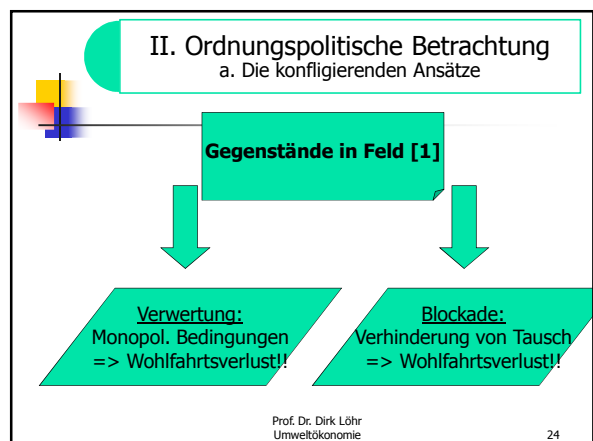 II. Ordnungspolitische Betrachtung
a. Die konfligierenden Ansätze
Gegenstände in Feld [1]
Verwertung:
Monopol. Bedingungen
=> Wohlfahrtsverlust!!
Blockade:
Verhinderung von Tausch
=> Wohlfahrtsverlust!!
Prof. Dr. Dirk Löhr
Umweltökonomie
24